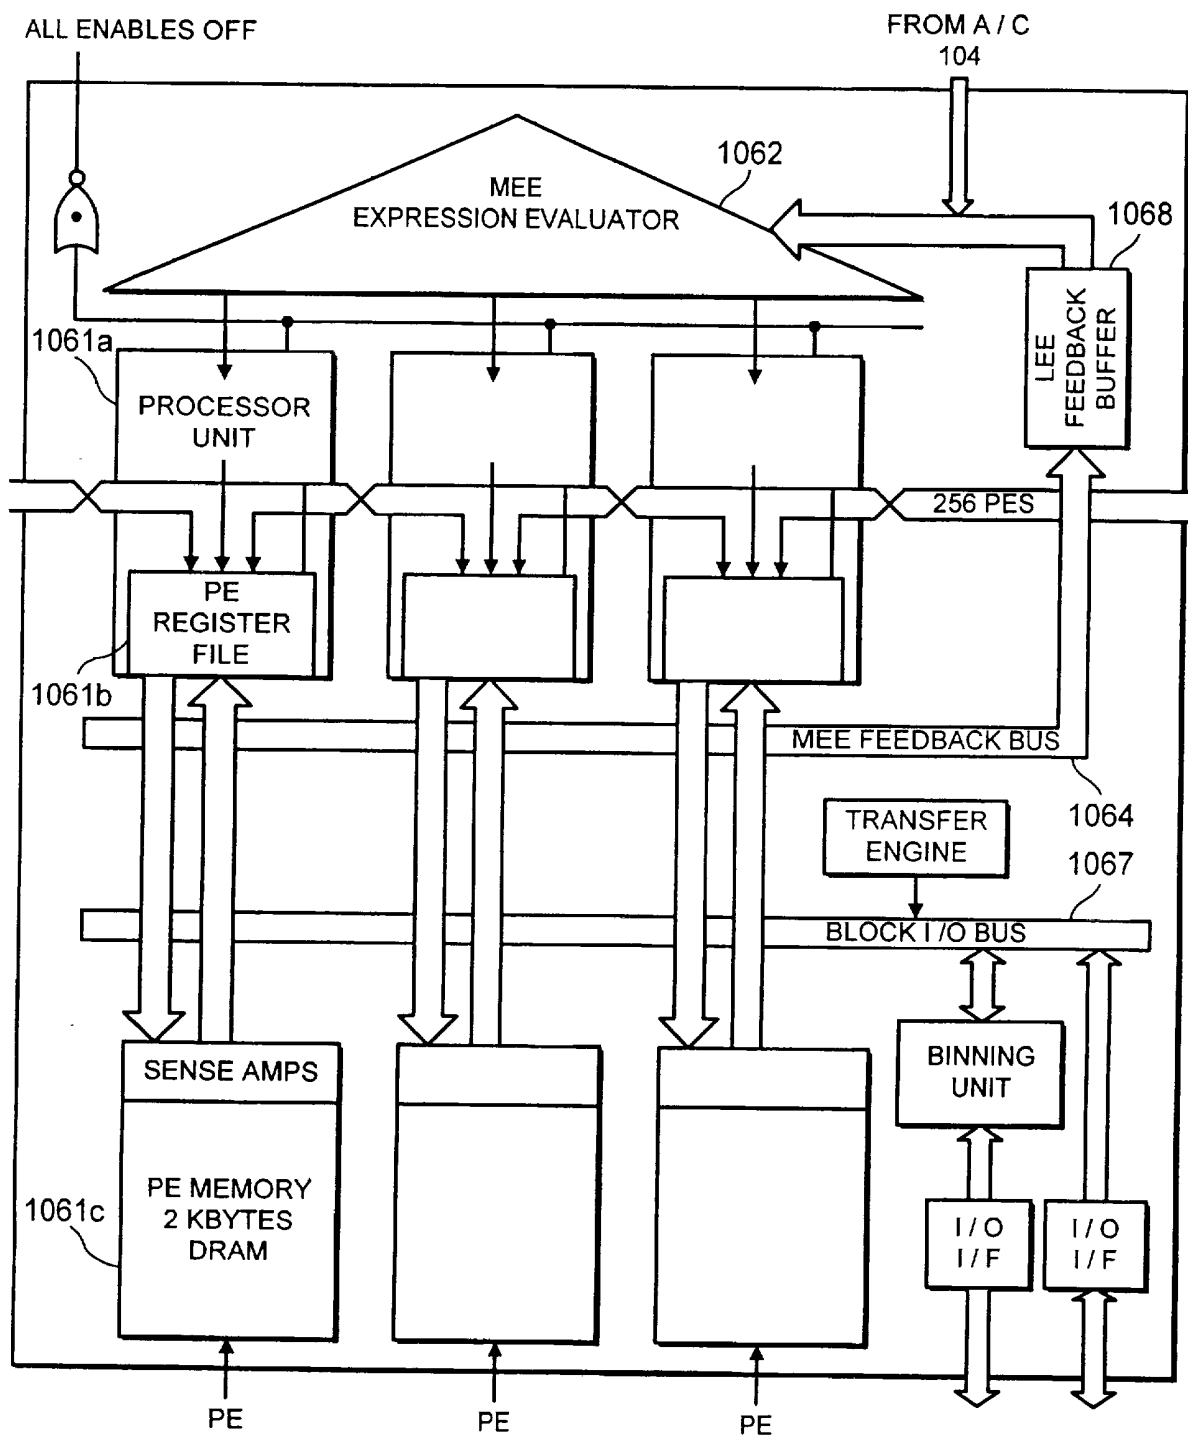 ALL ENABLES OFF
FROM A / C
104
1062
MEE
EXPRESSION EVALUATOR
1068
LEE
FEEDBACK
BUFFER
1061a
PROCESSOR
UNIT
256 PES
PE
REGISTER
FILE
1061b
MEE FEEDBACK BUS
1064
TRANSFER
ENGINE
1067
BLOCK I /O BUS
SENSE AMPS
BINNING
UNIT
PE MEMORY
2 KBYTES
DRAM
1061c
I / O
I / F
I / O
I / F
PE
PE
PE